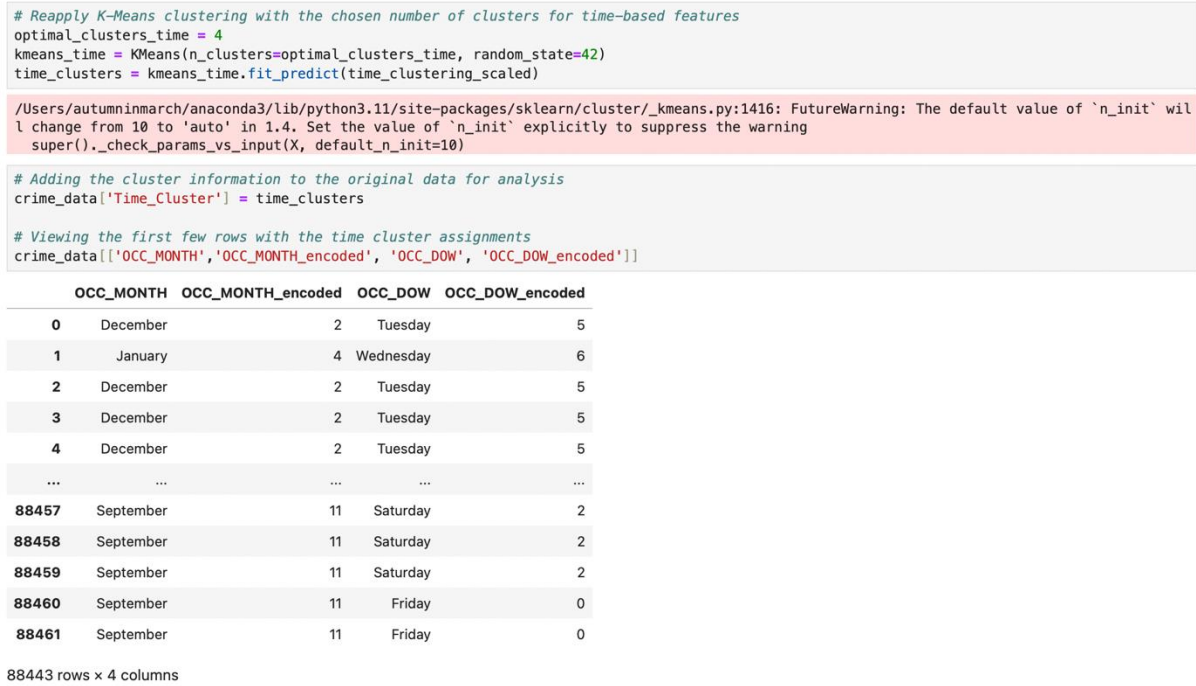 # Reapply K-Means clustering with the chosen number of clusters for time-based features
optimal_clusters_time = 4
kmeans_time = KMeans(n_clusters=optimal_clusters_time, random_state=42)
time_clusters = kmeans_time.fit_predict(time_clustering_scaled)
/Users/autumninmarch/anaconda3/lib/python3.11/site-packages/sklearn/cluster/_kmeans.py:1416: FutureWarning: The default value of `n_init` wil
l change from 10 to 'auto' in 1.4. Set the value of `n_init` explicitly to suppress the warning
  super()._check_params_vs_input(X, default_n_init=10)
# Adding the cluster information to the original data for analysis
crime_data['Time_Cluster'] = time_clusters
# Viewing the first few rows with the time cluster assignments
crime_data[['OCC_MONTH','OCC_MONTH_encoded', 'OCC_DOW', 'OCC_DOW_encoded']]
OCC_MONTH OCC_MONTH_encoded OCC_DOW OCC_DOW_encoded
0 December 2 Tuesday 5
1 January 4 Wednesday 6
2 December 2 Tuesday 5
3 December 2 Tuesday 5
4 December 2 Tuesday 5
... ... ... ... ...
88457 September 11 Saturday 2
88458 September 11 Saturday 2
88459 September 11 Saturday 2
88460 September 11 Friday 0
88461 September 11 Friday 0
88443 rows × 4 columns